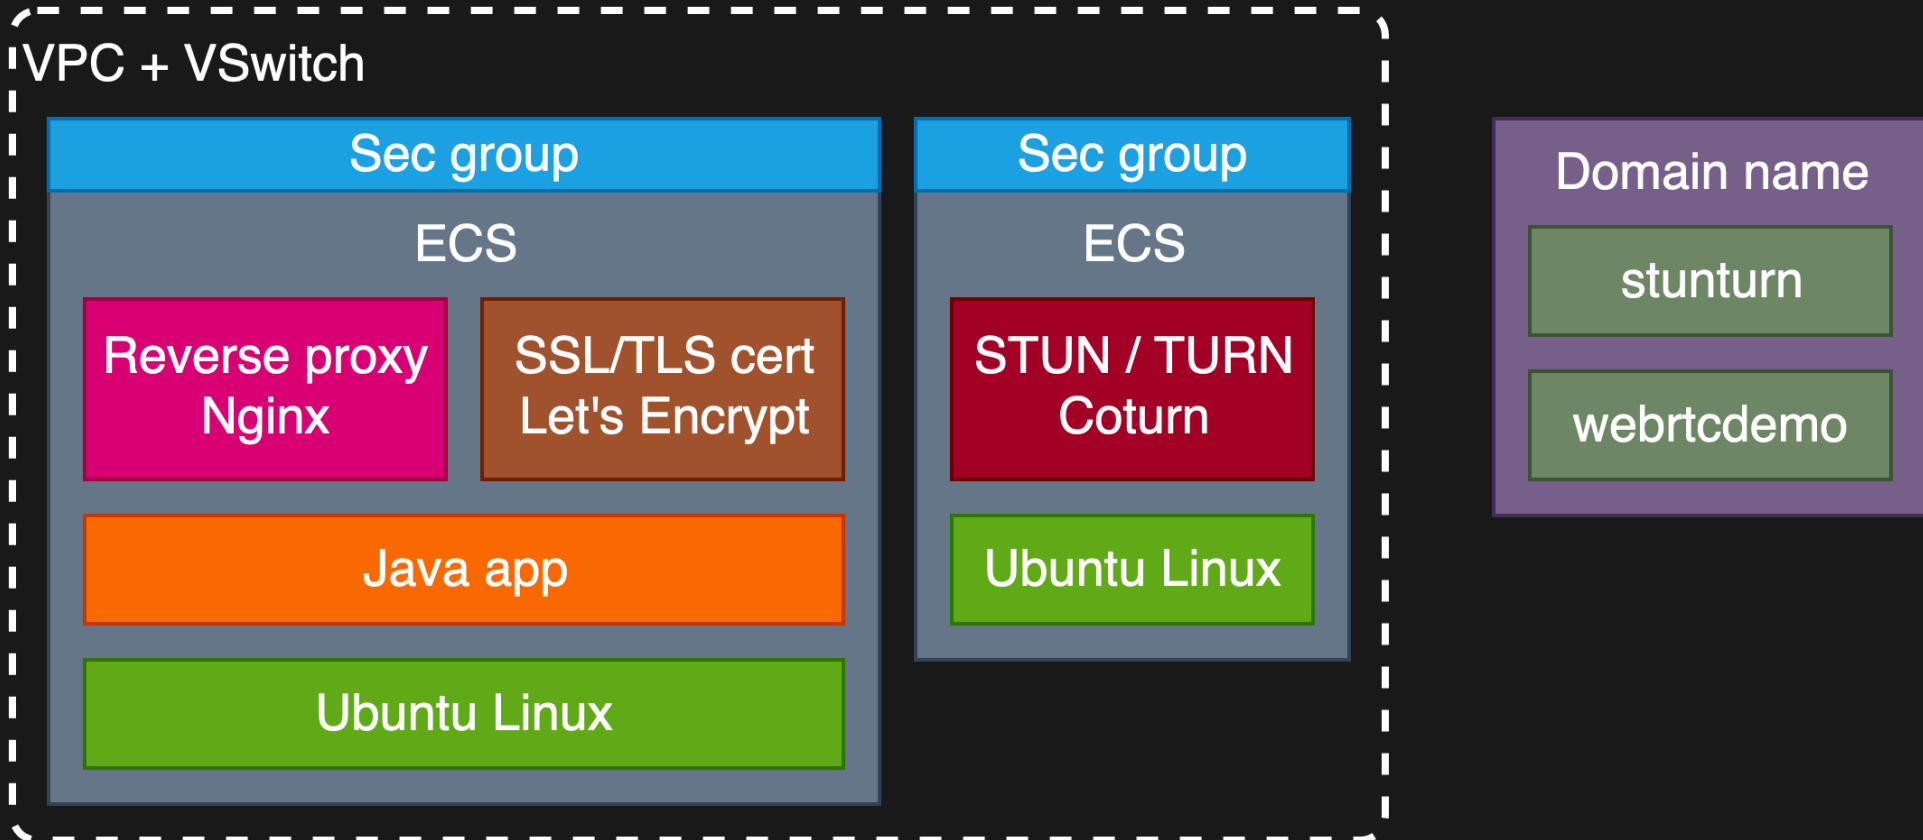 VPC + VSwitch
Sec group
ECS
Reverse proxy
Nginx
SSL/TLS cert
Let's Encrypt
Java app
Ubuntu Linux
Sec group
ECS
STUN / TURN
Coturn
Ubuntu Linux
Domain name
stunturn
webrtcdemo